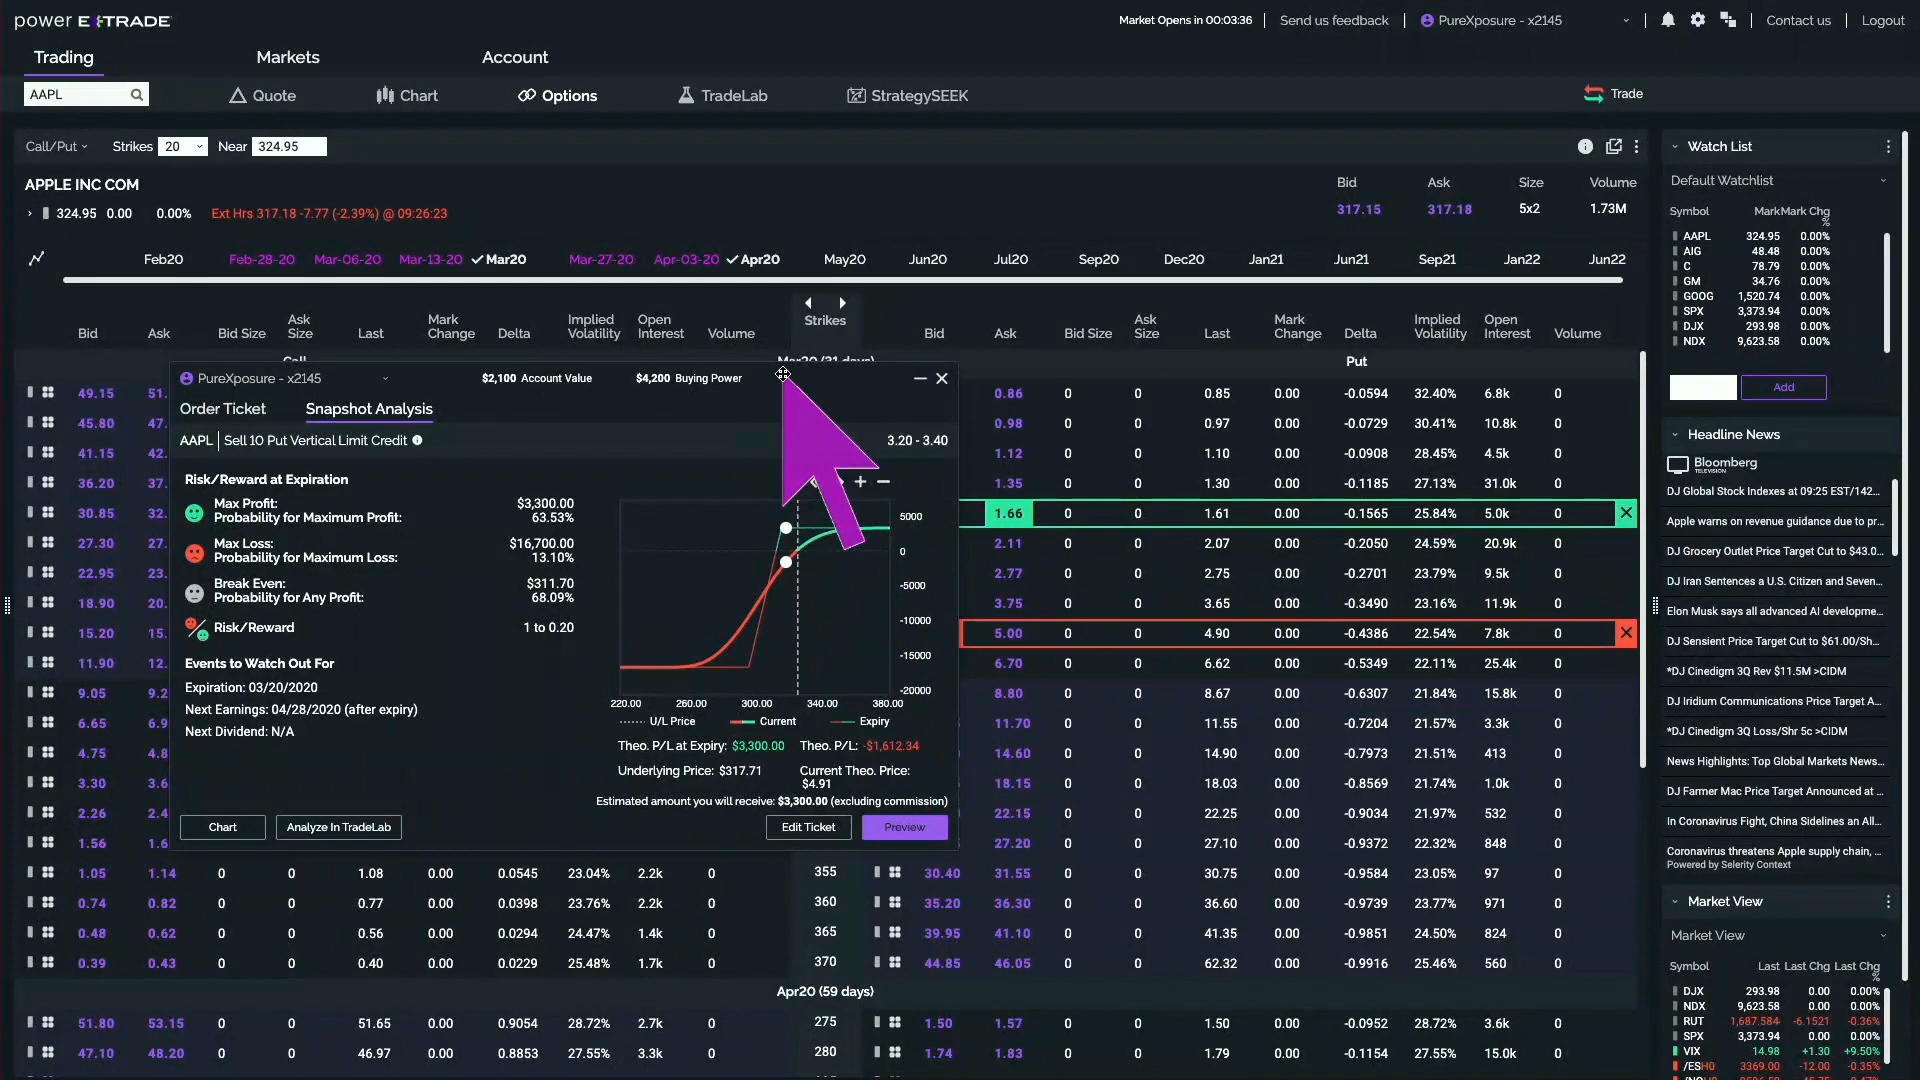 power E*TRADE
Market Opens in 00:03:36
Send us feedback
PureXposure - x2145
Contact us
Logout
Trading
Markets
Account
AAPL
Quote
Chart
Options
TradeLab
StrategySEEK
Trade
Call/Put
Strikes 20
Near 324.95
APPLE INC COM
Bid Ask Size Volume
324.95 0.00 0.00% Ext Hrs 317.18 -7.77 (-2.39%) @ 09:26:23
317.15 317.18 5x2 1.73M
Feb20 Feb-28-20 Mar-06-20 Mar-13-20 Mar20 Mar-27-20 Apr-03-20 Apr20 May20 Jun20 Jul20 Sep20 Dec20 Jan21 Jun21 Sep21 Jan22 Jun22
Bid Ask Bid Size Ask Size Last Mark Change Delta Implied Volatility Open Interest Volume Strikes Bid Ask Bid Size Ask Size Last Mark Change Delta Implied Volatility Open Interest Volume
Put
49.15 51. 0.86 0 0 0.85 0.00 -0.0594 32.40% 6.8k 0
45.80 47. 0.98 0 0 0.97 0.00 -0.0729 30.41% 10.8k 0
41.15 42. 1.12 0 0 1.10 0.00 -0.0908 28.45% 4.5k 0
36.20 37. 1.35 0 0 1.30 0.00 -0.1185 27.13% 31.0k 0
30.85 32. 1.66 0 0 1.61 0.00 -0.1565 25.84% 5.0k 0
27.30 27. 2.11 0 0 2.07 0.00 -0.2050 24.59% 20.9k 0
22.95 23. 2.77 0 0 2.75 0.00 -0.2701 23.79% 9.5k 0
18.90 20. 3.75 0 0 3.65 0.00 -0.3490 23.16% 11.9k 0
15.20 15. 5.00 0 0 4.90 0.00 -0.4386 22.54% 7.8k 0
11.90 12. 6.70 0 0 6.62 0.00 -0.5349 22.11% 25.4k 0
9.05 9.2 8.80 0 0 8.67 0.00 -0.6307 21.84% 15.8k 0
6.65 6.9 11.70 0 0 11.55 0.00 -0.7204 21.57% 3.3k 0
4.75 4.8 14.60 0 0 14.90 0.00 -0.7973 21.51% 413 0
3.30 3.6 18.15 0 0 18.03 0.00 -0.8569 21.74% 1.0k 0
2.26 2.4 22.15 0 0 22.25 0.00 -0.9034 21.97% 532 0
1.56 1.6 27.20 0 0 27.10 0.00 -0.9372 22.32% 848 0
1.05 1.14 0 0 1.08 0.00 0.0545 23.04% 2.2k 0 355 30.40 31.55 0 0 30.75 0.00 -0.9584 23.05% 97 0
0.74 0.82 0 0 0.77 0.00 0.0398 23.76% 2.2k 0 360 35.20 36.30 0 0 36.60 0.00 -0.9739 23.77% 971 0
0.48 0.62 0 0 0.56 0.00 0.0294 24.47% 1.4k 0 365 39.95 41.10 0 0 41.35 0.00 -0.9851 24.50% 824 0
0.39 0.43 0 0 0.40 0.00 0.0229 25.48% 1.7k 0 370 44.85 46.05 0 0 62.32 0.00 -0.9916 25.46% 560 0
Apr20 (59 days)
51.80 53.15 0 0 51.65 0.00 0.9054 28.72% 2.7k 0 275 1.50 1.57 0 0 1.50 0.00 -0.0952 28.72% 3.6k 0
47.10 48.20 0 0 46.97 0.00 0.8853 27.55% 3.3k 0 280 1.74 1.83 0 0 1.79 0.00 -0.1154 27.55% 15.0k 0
PureXposure - x2145
$2,100 Account Value
$4,200 Buying Power
Order Ticket
Snapshot Analysis
AAPL Sell 10 Put Vertical Limit Credit
3.20 - 3.40
Risk/Reward at Expiration
Max Profit: $3,300.00
Probability for Maximum Profit: 63.53%
Max Loss: $16,700.00
Probability for Maximum Loss: 13.10%
Break Even: $311.70
Probability for Any Profit: 68.09%
Risk/Reward 1 to 0.20
Events to Watch Out For
Expiration: 03/20/2020
Next Earnings: 04/28/2020 (after expiry)
Next Dividend: N/A
5000
0
-5000
-10000
-15000
-20000
220.00 260.00 300.00 340.00 380.00
U/L Price Current Expiry
Theo. P/L at Expiry: $3,300.00 Theo. P/L: -$1,612.34
Underlying Price: $317.71 Current Theo. Price:
$4.91
Estimated amount you will receive: $3,300.00 (excluding commission)
Chart
Analyze In TradeLab
Edit Ticket
Preview
Watch List
Default Watchlist
Symbol Mark Mark Chg %
AAPL 324.95 0.00%
AIG 48.48 0.00%
C 78.79 0.00%
GM 34.76 0.00%
GOOG 1,520.74 0.00%
SPX 3,373.94 0.00%
DJX 293.98 0.00%
NDX 9,623.58 0.00%
Add
Headline News
Bloomberg
TELEVISION
DJ Global Stock Indexes at 09:25 EST/142...
Apple warns on revenue guidance due to pr...
DJ Grocery Outlet Price Target Cut to $43.0...
DJ Iran Sentences a U.S. Citizen and Seven...
Elon Musk says all advanced AI developme...
DJ Sensient Price Target Cut to $61.00/Sh...
*DJ Cinedigm 3Q Rev $11.5M >CIDM
DJ Iridium Communications Price Target A...
*DJ Cinedigm 3Q Loss/Shr 5c >CIDM
News Highlights: Top Global Markets News...
DJ Farmer Mac Price Target Announced at ...
In Coronavirus Fight, China Sidelines an All...
Coronavirus threatens Apple supply chain, ...
Powered by Selerity Context
Market View
Market View
Symbol Last Last Chg Last Chg %
DJX 293.98 0.00 0.00%
NDX 9,623.58 0.00 0.00%
RUT 1,687.584 -6.1521 -0.36%
SPX 3,373.94 0.00 0.00%
VIX 14.98 +1.30 +9.50%
/ESH0 3369.00 -12.00 -0.35%